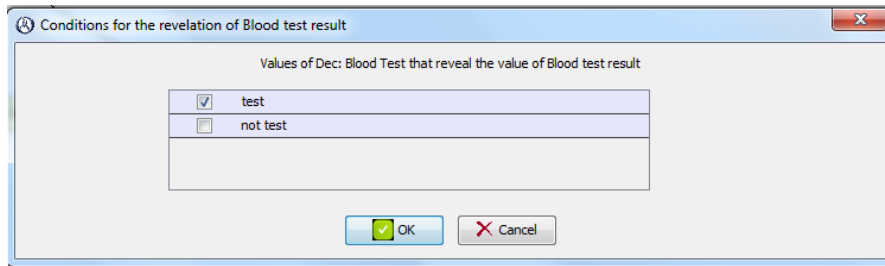 Conditions for the revelation of Blood test result
Values of Dec: Blood Test that reveal the value of Blood test result
test
not test
OK
Cancel